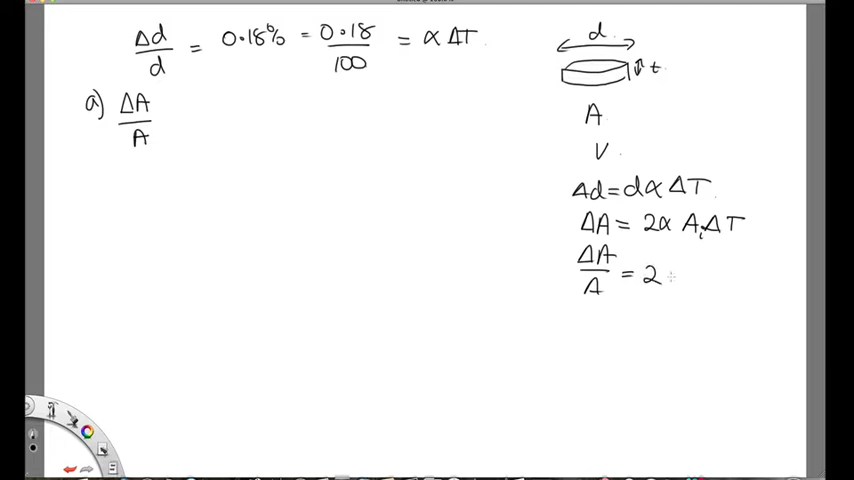 Δd/d = 0.18% = 0.18/100 = α ΔT
a) ΔA/A
d
t
A
V
Δd = dα ΔT
ΔA = 2α A, ΔT
ΔA/A = 2